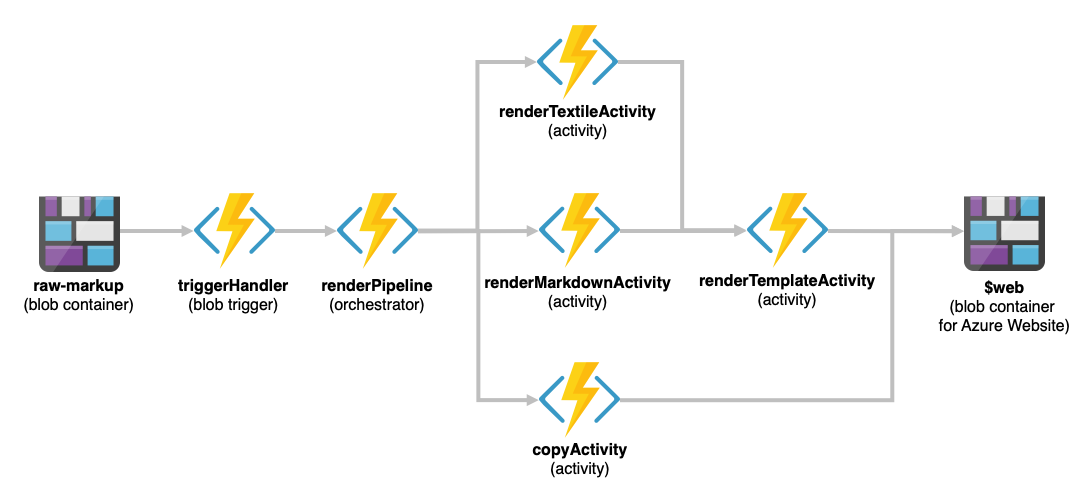 renderTextileActivity
(activity)
raw-markup
(blob container)
triggerHandler
(blob trigger)
renderPipeline
(orchestrator)
renderMarkdownActivity
(activity)
renderTemplateActivity
(activity)
$web
(blob container
for Azure Website)
copyActivity
(activity)